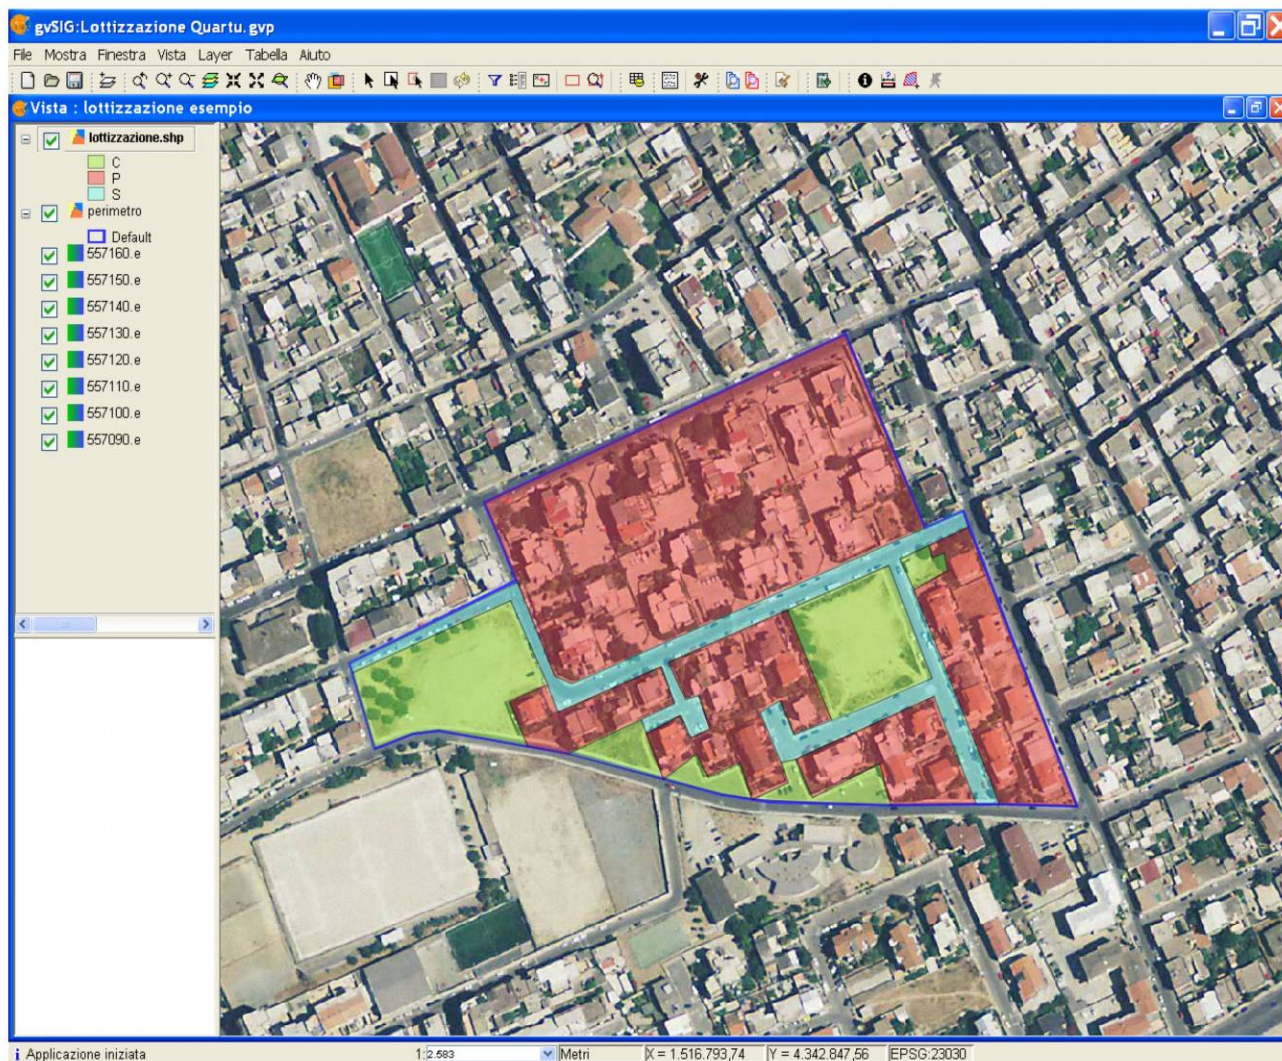 gvSIG:Lottizzazione Quartu.gvp
File Mostra Finestra Vista Layer Tabella Aiuto
Vista : lottizzazione esempio
lottizzazione.shp
C
P
S
perimetro
Default
557160.e
557150.e
557140.e
557130.e
557120.e
557110.e
557100.e
557090.e
Applicazione iniziata 1: 2.583 Metri X = 1.516.793,74 Y = 4.342.847,56 EPSG:23030